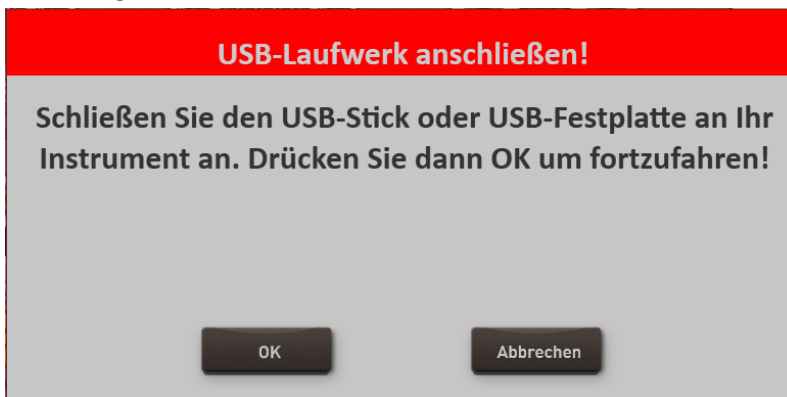 USB-Laufwerk anschließen!
Schließen Sie den USB-Stick oder USB-Festplatte an Ihr
Instrument an. Drücken Sie dann OK um fortzufahren!
OK
Abbrechen